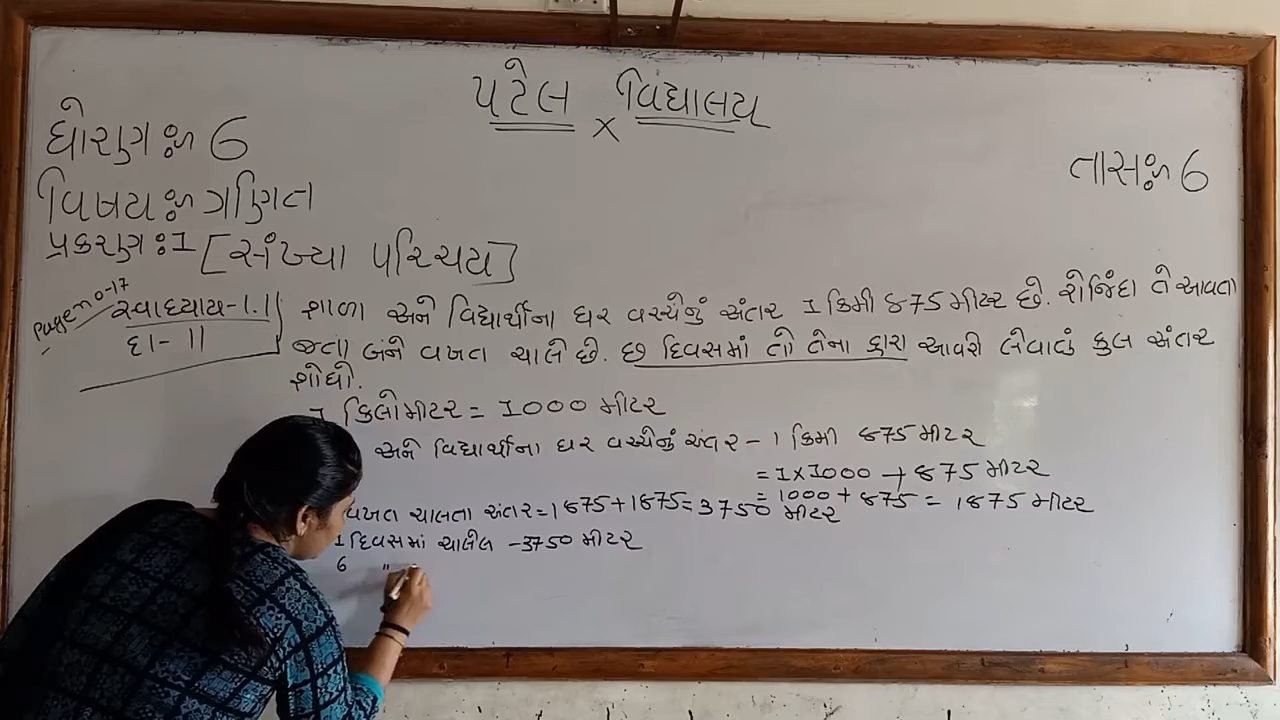 પટેલ × વિદ્યાલય
ધોરણ:- 6
તાસ:- 6
વિષય:- ગણિત
પ્રકરણ:1 [સંખ્યા પરિચય]
Page no-17
સ્વાધ્યાય-1.1
દા- 11
શાળા અને વિદ્યાર્થીના ઘર વચ્ચેનું અંતર 1 કિમી 875 મીટર છે. રોજિંદા તે આવતા
જતા બંને વખત ચાલે છે. છ દિવસમાં તો તેના દ્વારા આવરી લેવાતું કુલ અંતર
શોધો.
1 કિલોમીટર = 1000 મીટર
અને વિદ્યાર્થીના ઘર વચ્ચેનું અંતર - 1 કિમી 875 મીટર
= 1×1000 + 875 મીટર
= 1000 + 875 = 1875 મીટર
વખત ચાલતા અંતર = 1875 + 1875 = 3750 મીટર
1 દિવસમાં ચાલેલ - 3750 મીટર
6 "